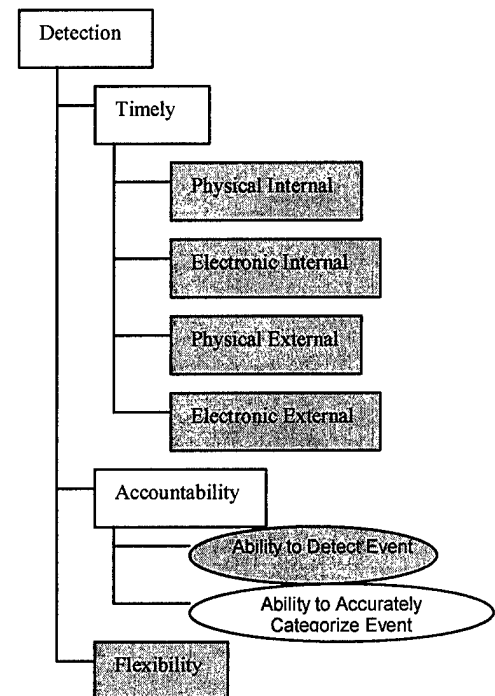 Detection
Timely
Physical Internal
Electronic Internal
Physical External
Electronic External
Accountability
Ability to Detect Event
Ability to Accurately
Categorize Event
Flexibility